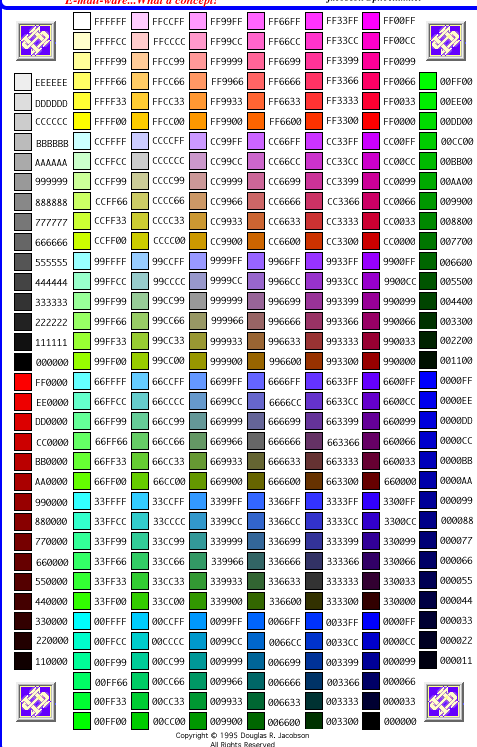 E-mail-ware...What a concept!
FFFFFF FFCCFF FF99FF FF66FF FF33FF FF00FF
FFFFCC FFCCCC FF99CC FF66CC FF33CC FF00CC
FFFF99 FFCC99 FF9999 FF6699 FF3399 FF0099
EEEEEE FFFF66 FFCC66 FF9966 FF6666 FF3366 FF0066 00FF00
DDDDDD FFFF33 FFCC33 FF9933 FF6633 FF3333 FF0033 00EE00
CCCCCC FFFF00 FFCC00 FF9900 FF6600 FF3300 FF0000 00DD00
BBBBBB CCFFFF CCCCFF CC99FF CC66FF CC33FF CC00FF 00CC00
AAAAAA CCFFCC CCCCCC CC99CC CC66CC CC33CC CC00CC 00BB00
999999 CCFF99 CCCC99 CC9999 CC6699 CC3399 CC0099 00AA00
888888 CCFF66 CCCC66 CC9966 CC6666 CC3366 CC0066 009900
777777 CCFF33 CCCC33 CC9933 CC6633 CC3333 CC0033 008800
666666 CCFF00 CCCC00 CC9900 CC6600 CC3300 CC0000 007700
555555 99FFFF 99CCFF 9999FF 9966FF 9933FF 9900FF 006600
444444 99FFCC 99CCCC 9999CC 9966CC 9933CC 9900CC 005500
333333 99FF99 99CC99 999999 996699 993399 990099 004400
222222 99FF66 99CC66 999966 996666 993366 990066 003300
111111 99FF33 99CC33 999933 996633 993333 990033 002200
000000 99FF00 99CC00 999900 996600 993300 990000 001100
FF0000 66FFFF 66CCFF 6699FF 6666FF 6633FF 6600FF 0000FF
EE0000 66FFCC 66CCCC 6699CC 6666CC 6633CC 6600CC 0000EE
DD0000 66FF99 66CC99 669999 666699 663399 660099 0000DD
CC0000 66FF66 66CC66 669966 666666 663366 660066 0000CC
BB0000 66FF33 66CC33 669933 666633 663333 660033 0000BB
AA0000 66FF00 66CC00 669900 666600 663300 660000 0000AA
990000 33FFFF 33CCFF 3399FF 3366FF 3333FF 3300FF 000099
880000 33FFCC 33CCCC 3399CC 3366CC 3333CC 3300CC 000088
770000 33FF99 33CC99 339999 336699 333399 330099 000077
660000 33FF66 33CC66 339966 336666 333366 330066 000066
550000 33FF33 33CC33 339933 336633 333333 330033 000055
440000 33FF00 33CC00 339900 336600 333300 330000 000044
330000 00FFFF 00CCFF 0099FF 0066FF 0033FF 0000FF 000033
220000 00FFCC 00CCCC 0099CC 0066CC 0033CC 0000CC 000022
110000 00FF99 00CC99 009999 006699 003399 000099 000011
00FF66 00CC66 009966 006666 003366 000066
00FF33 00CC33 009933 006633 003333 000033
00FF00 00CC00 009900 006600 003300 000000
Copyright © 1995 Douglas R. Jacobson
All Rights Reserved